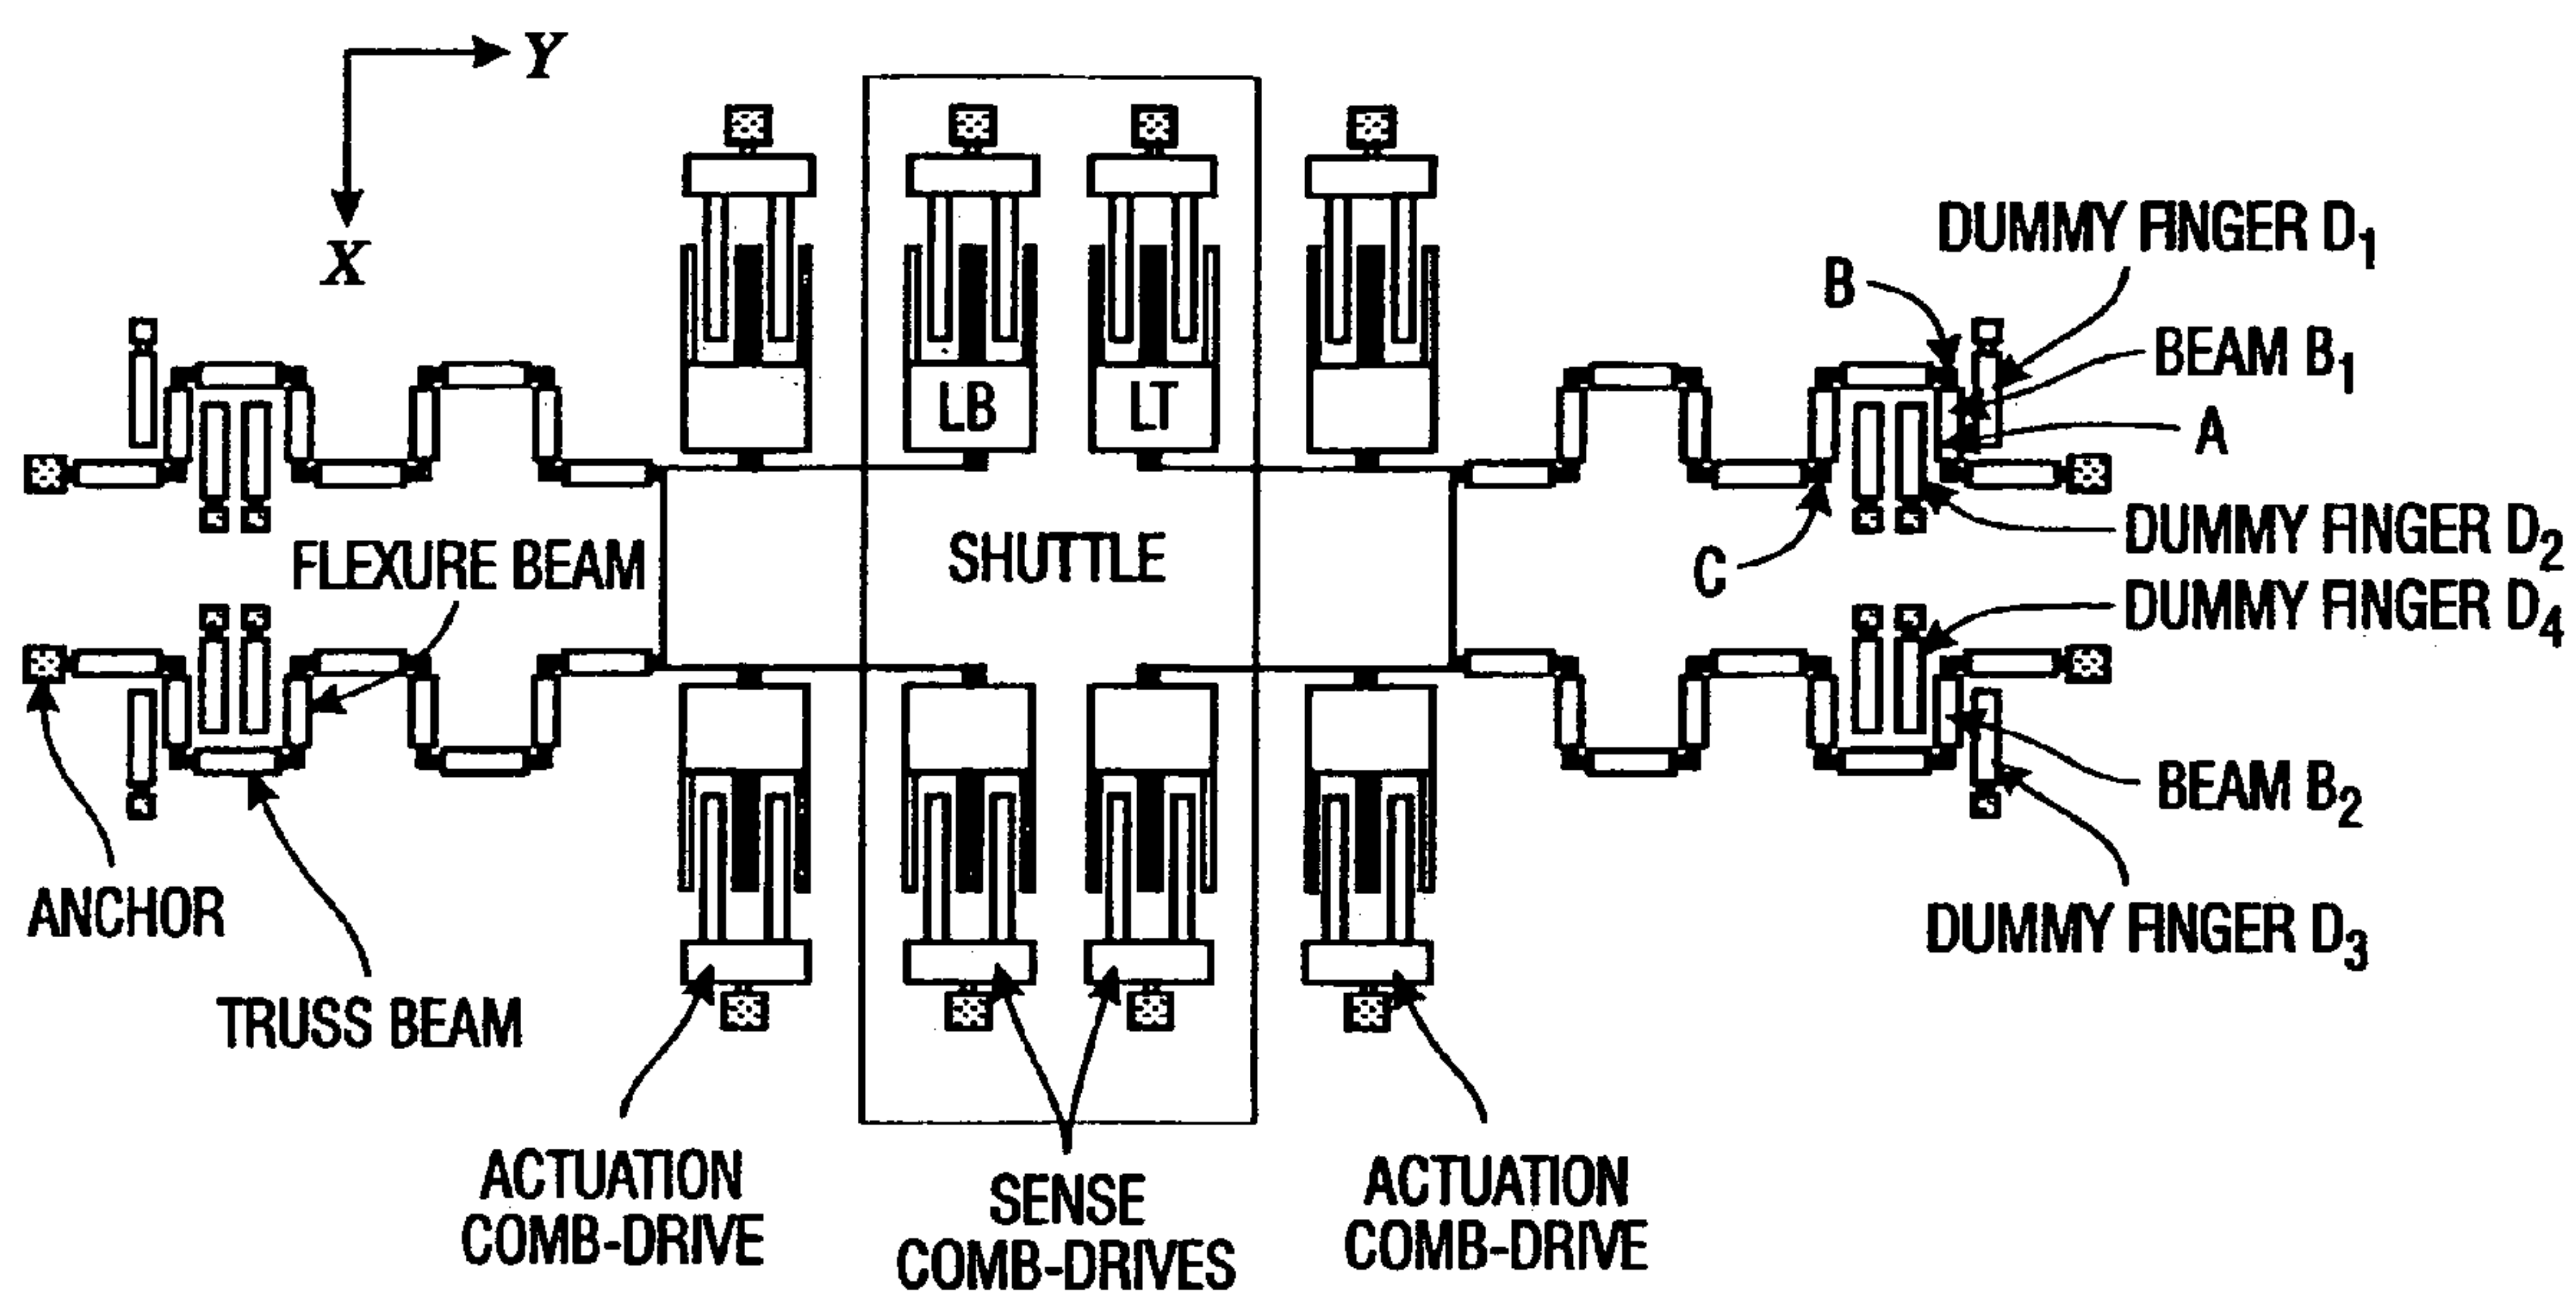 Y
X
DUMMY FINGER D1
B
BEAM B1
LB
LT
A
SHUTTLE
FLEXURE BEAM
C
DUMMY FINGER D2
DUMMY FINGER D4
BEAM B2
ANCHOR
DUMMY FINGER D3
TRUSS BEAM
ACTUATION
COMB-DRIVE
SENSE
COMB-DRIVES
ACTUATION
COMB-DRIVE